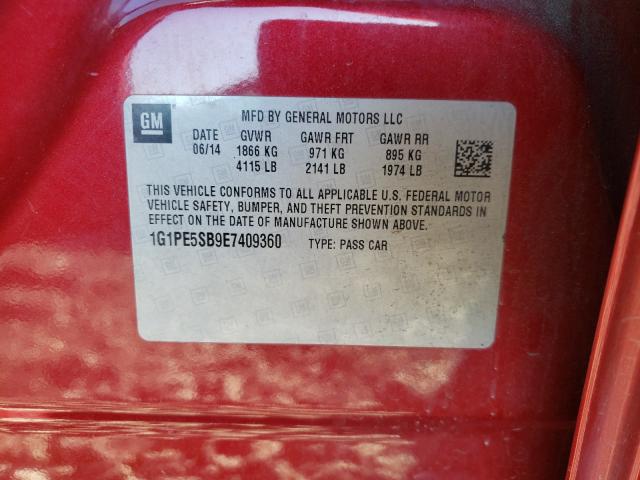 GM
MFD BY GENERAL MOTORS LLC
DATE GVWR GAWR FRT GAWR RR
06/14 1866 KG 971 KG 895 KG
4115 LB 2141 LB 1974 LB
THIS VEHICLE CONFORMS TO ALL APPLICABLE U.S. FEDERAL MOTOR
VEHICLE SAFETY, BUMPER, AND THEFT PREVENTION STANDARDS IN
EFFECT ON THE DATE OF MANUFACTURE SHOWN ABOVE.
1G1PE5SB9E7409360 TYPE: PASS CAR